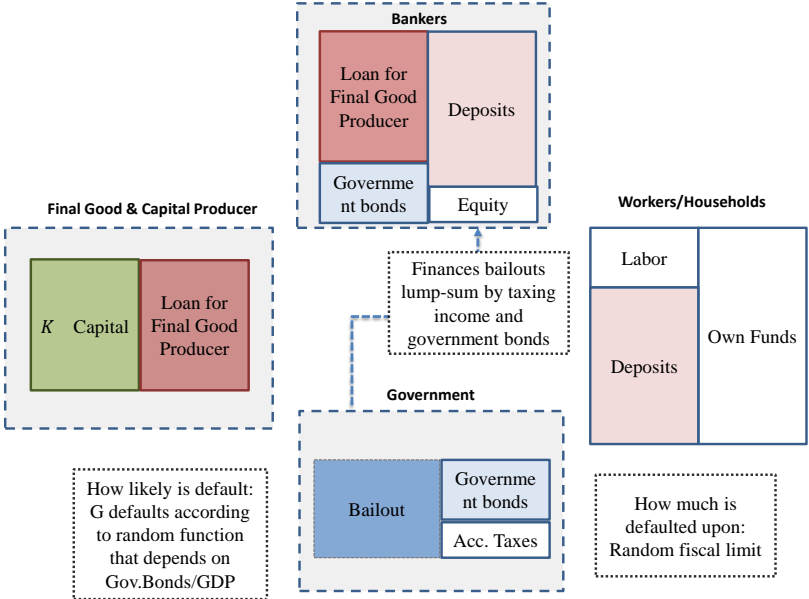 Bankers
Loan for
Final Good
Producer
Deposits
Governme
nt bonds
Equity
Final Good & Capital Producer
K Capital
Loan for
Final Good
Producer
Finances bailouts
lump-sum by taxing
income and
government bonds
Workers/Households
Labor
Deposits
Own Funds
Government
Bailout
Governme
nt bonds
Acc. Taxes
How likely is default:
G defaults according
to random function
that depends on
Gov.Bonds/GDP
How much is
defaulted upon:
Random fiscal limit